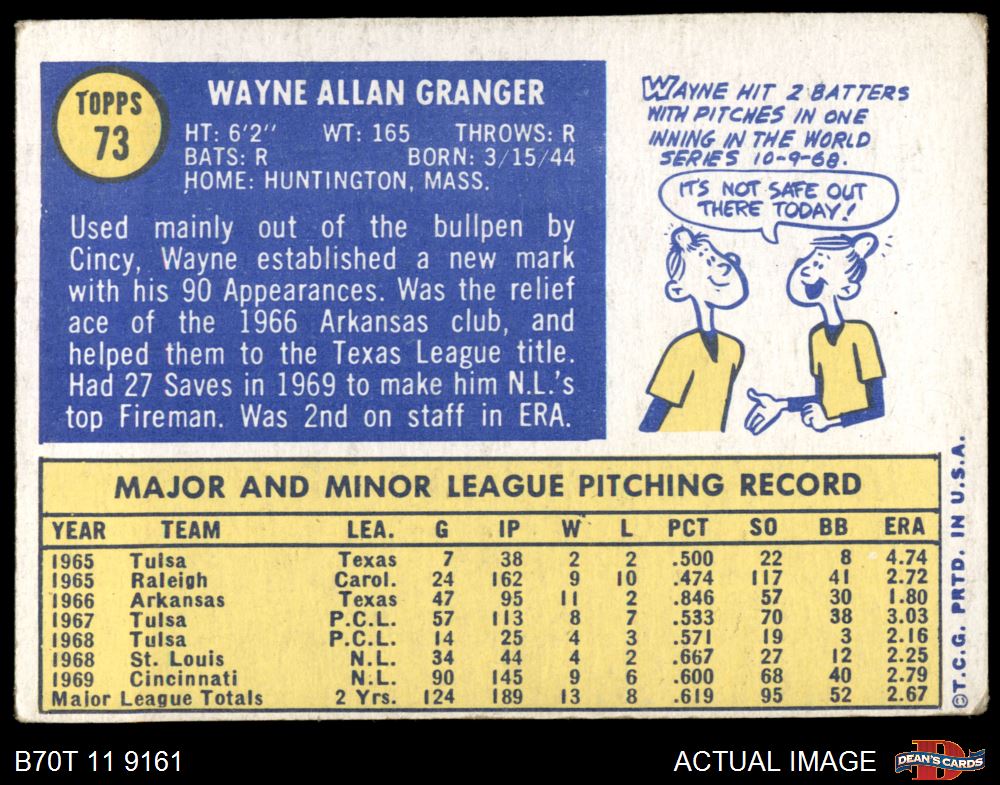 TOPPS
73
WAYNE ALLAN GRANGER
HT: 6'2" WT: 165 THROWS: R
BATS: R BORN: 3/15/44
HOME: HUNTINGTON, MASS.
Used mainly out of the bullpen by
Cincy, Wayne established a new mark
with his 90 Appearances. Was the relief
ace of the 1966 Arkansas club, and
helped them to the Texas League title.
Had 27 Saves in 1969 to make him N.L.'s
top Fireman. Was 2nd on staff in ERA.
WAYNE HIT 2 BATTERS
WITH PITCHES IN ONE
INNING IN THE WORLD
SERIES 10-9-68.
IT'S NOT SAFE OUT
THERE TODAY!
MAJOR AND MINOR LEAGUE PITCHING RECORD
YEAR TEAM LEA. G IP W L PCT SO BB ERA
1965 Tulsa Texas 7 38 2 2 .500 22 8 4.74
1965 Raleigh Carol. 24 162 9 10 .474 117 41 2.72
1966 Arkansas Texas 47 95 11 2 .846 57 30 1.80
1967 Tulsa P.C.L. 57 113 8 7 .533 70 38 3.03
1968 Tulsa P.C.L. 14 25 4 3 .571 19 3 2.16
1968 St. Louis N.L. 34 44 4 2 .667 27 12 2.25
1969 Cincinnati N.L. 90 145 9 6 .600 68 40 2.79
Major League Totals 2 Yrs. 124 189 13 8 .619 95 52 2.67
©T.C.G. PRTD. IN U.S.A.
B70T 11 9161
ACTUAL IMAGE
D
DEAN'S CARDS